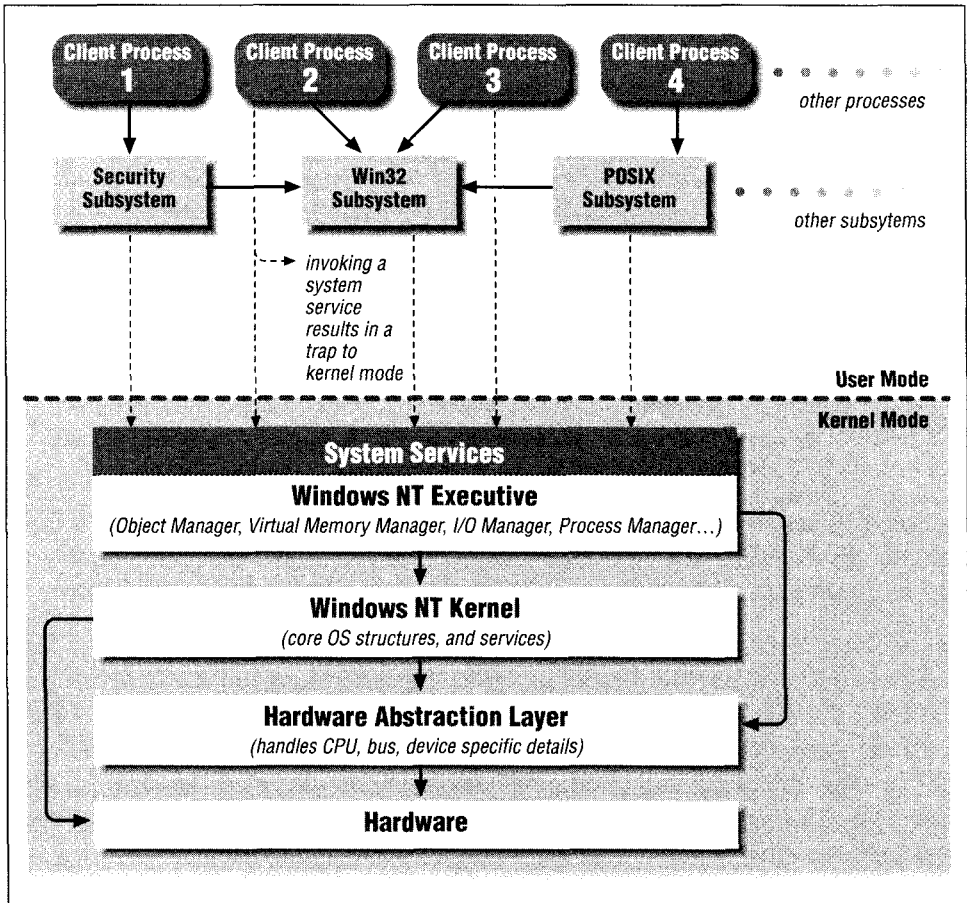 Client Process
1
Client Process
2
Client Process
3
Client Process
4
other processes
Security
Subsystem
Win32
Subsystem
POSIX
Subsystem
other subsytems
invoking a
system
service
results in a
trap to
kernel mode
User Mode
Kernel Mode
System Services
Windows NT Executive
(Object Manager, Virtual Memory Manager, I/O Manager, Process Manager...)
Windows NT Kernel
(core OS structures, and services)
Hardware Abstraction Layer
(handles CPU, bus, device specific details)
Hardware